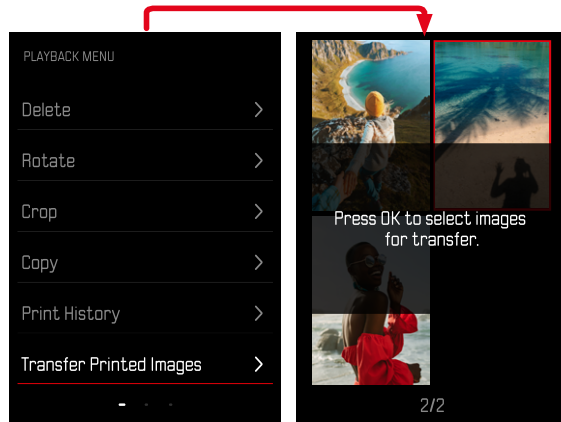 PLAYBACK MENU
Delete
Rotate
Crop
Copy
Print History
Transfer Printed Images
Press OK to select images
for transfer.
2/2